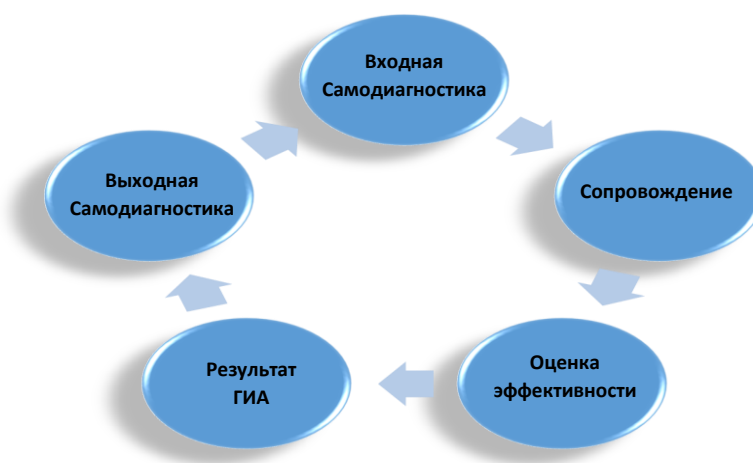 Входная
Самодиагностика
Сопровождение
Оценка
эффективности
Результат
ГИА
Выходная
Самодиагностика